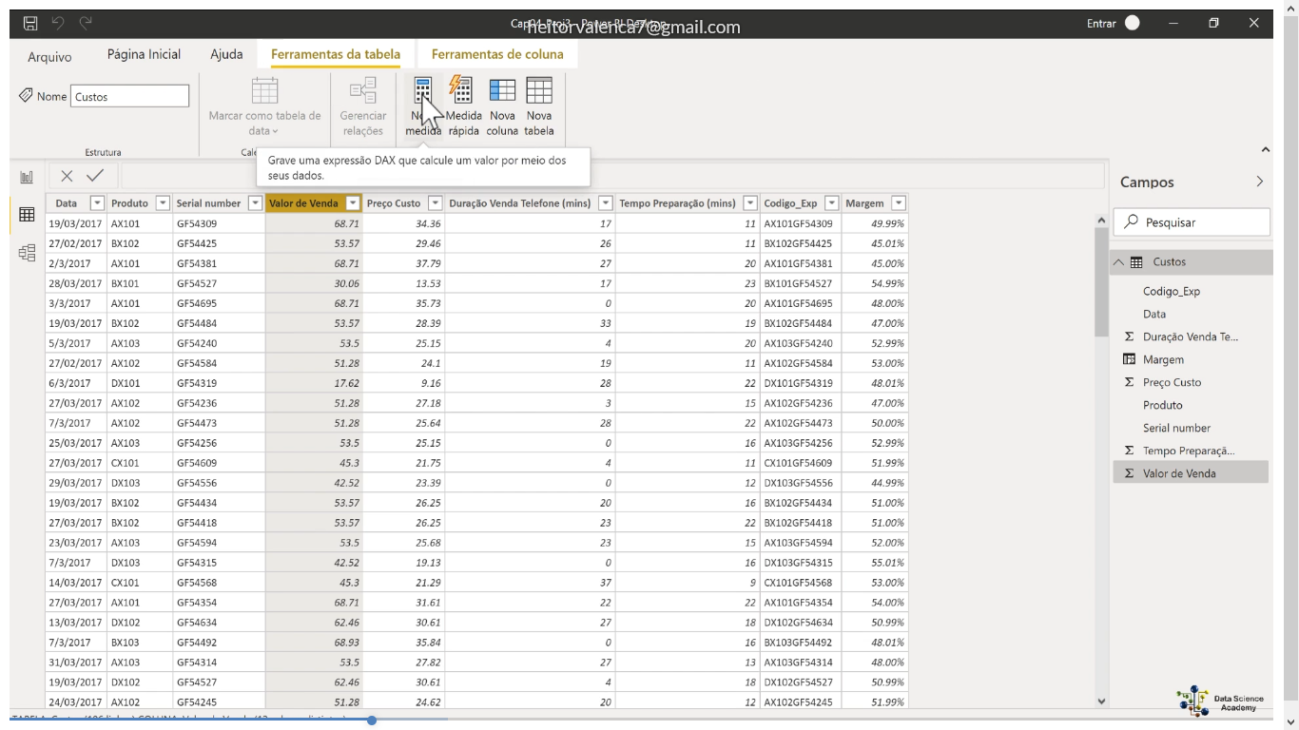 Entrar
heitorvalenca7@gmail.com
Arquivo Página Inicial Ajuda Ferramentas da tabela Ferramentas de coluna
Nome Custos
Marcar como tabela de data
Gerenciar relações
medida
Medida rápida
Nova coluna
Nova tabela
Estrutura
Grave uma expressão DAX que calcule um valor por meio dos
seus dados.
Data Produto Serial number Valor de Venda Preço Custo Duração Venda Telefone (mins) Tempo Preparação (mins) Codigo_Exp Margem
19/03/2017 AX101 GF54309 68.71 34.36 17 11 AX101GF54309 49.99%
27/02/2017 BX102 GF54425 53.57 29.46 26 11 BX102GF54425 45.01%
2/3/2017 AX101 GF54381 68.71 37.79 27 20 AX101GF54381 45.00%
28/03/2017 BX101 GF54527 30.06 13.53 17 23 BX101GF54527 54.99%
3/3/2017 AX101 GF54695 68.71 35.73 0 20 AX101GF54695 48.00%
19/03/2017 BX102 GF54484 53.57 28.39 33 19 BX102GF54484 47.00%
5/3/2017 AX103 GF54240 53.5 25.15 4 20 AX103GF54240 52.99%
27/02/2017 AX102 GF54584 51.28 24.1 19 11 AX102GF54584 53.00%
6/3/2017 DX101 GF54319 17.62 9.16 28 22 DX101GF54319 48.01%
27/03/2017 AX102 GF54236 51.28 27.18 3 15 AX102GF54236 47.00%
7/3/2017 AX102 GF54473 51.28 25.64 28 22 AX102GF54473 50.00%
25/03/2017 AX103 GF54256 53.5 25.15 0 16 AX103GF54256 52.99%
27/03/2017 CX101 GF54609 45.3 21.75 4 11 CX101GF54609 51.99%
29/03/2017 DX103 GF54556 42.52 23.39 0 12 DX103GF54556 44.99%
19/03/2017 BX102 GF54434 53.57 26.25 20 16 BX102GF54434 51.00%
27/03/2017 BX102 GF54418 53.57 26.25 23 22 BX102GF54418 51.00%
23/03/2017 AX103 GF54594 53.5 25.68 23 15 AX103GF54594 52.00%
7/3/2017 DX103 GF54315 42.52 19.13 0 16 DX103GF54315 55.01%
14/03/2017 CX101 GF54568 45.3 21.29 37 9 CX101GF54568 53.00%
27/03/2017 AX101 GF54354 68.71 31.61 22 22 AX101GF54354 54.00%
13/03/2017 DX102 GF54634 62.46 30.61 27 18 DX102GF54634 50.99%
7/3/2017 BX103 GF54492 68.93 35.84 0 16 BX103GF54492 48.01%
31/03/2017 AX103 GF54314 53.5 27.82 27 13 AX103GF54314 48.00%
19/03/2017 DX102 GF54527 62.46 30.61 4 18 DX102GF54527 50.99%
24/03/2017 AX102 GF54245 51.28 24.62 20 12 AX102GF54245 51.99%
Campos
Pesquisar
Custos
Codigo_Exp
Data
Duração Venda Te...
Margem
Preço Custo
Produto
Serial number
Tempo Preparaçã...
Valor de Venda
Data Science
Academy